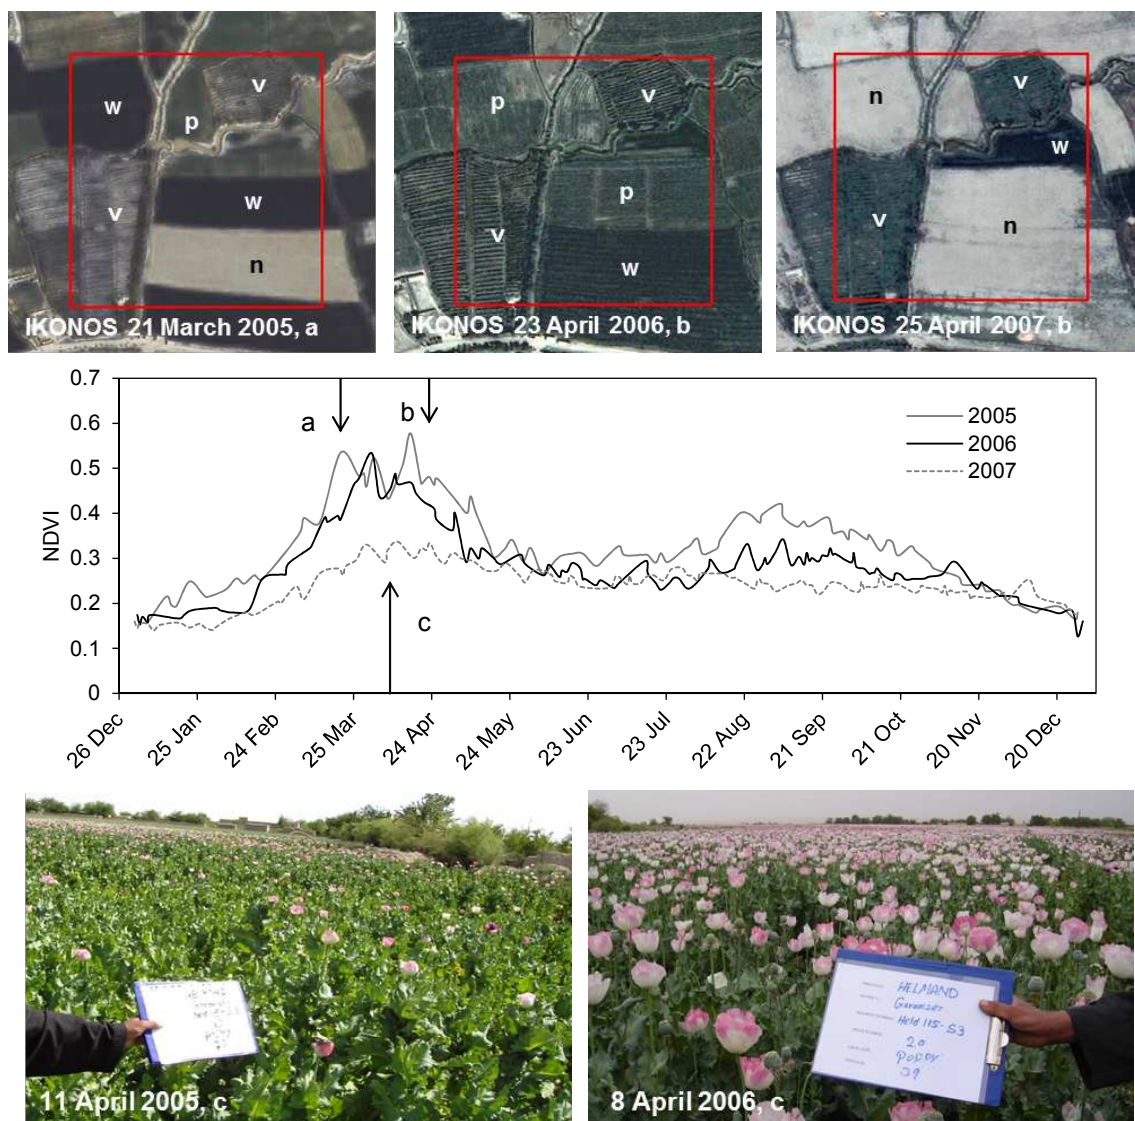 w
v
p
v
w
n
IKONOS 21 March 2005, a
p
v
p
v
w
IKONOS 23 April 2006, b
n
v
w
v
n
IKONOS 25 April 2007, b
0.7
0.6
0.5
0.4
0.3
0.2
0.1
0
NDVI
a
b
c
2005
2006
2007
26 Dec
25 Jan
24 Feb
25 Mar
24 Apr
24 May
23 Jun
23 Jul
22 Aug
21 Sep
21 Oct
20 Nov
20 Dec
11 April 2005, c
HELMAND
Held 115-S3
20
Poppy
39
8 April 2006, c